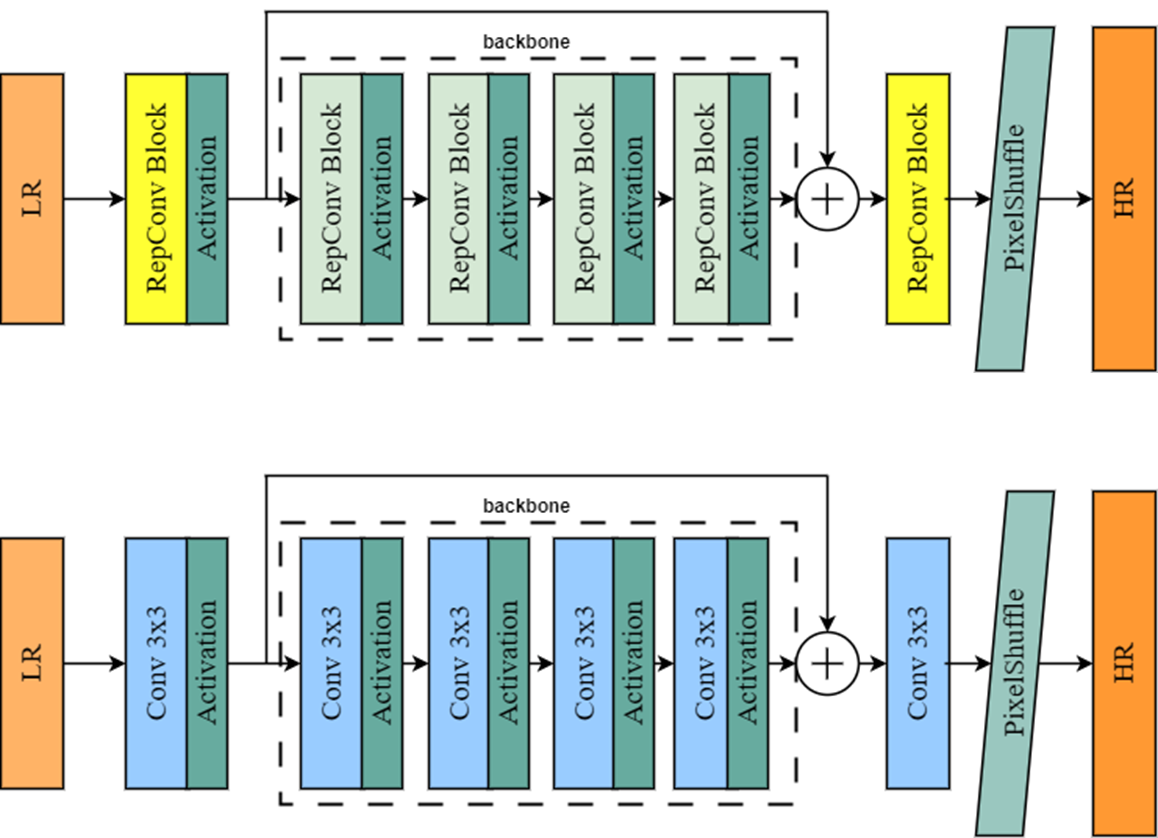 backbone
LR
RepConv Block
Activation
RepConv Block
Activation
RepConv Block
Activation
RepConv Block
Activation
RepConv Block
Activation
RepConv Block
PixelShuffle
HR
backbone
LR
Conv 3x3
Activation
Conv 3x3
Activation
Conv 3x3
Activation
Conv 3x3
Activation
Conv 3x3
Activation
Conv 3x3
PixelShuffle
HR